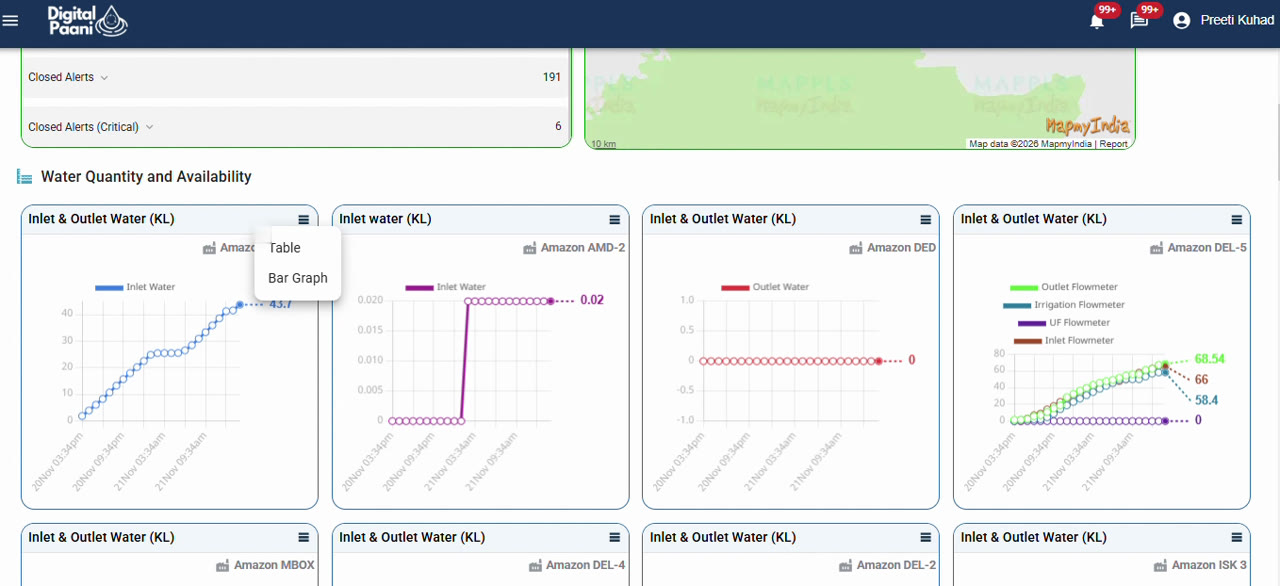 Digital
Paani
99+
99+
Preeti Kuhad
Closed Alerts
191
Closed Alerts (Critical)
6
MAPPLS
MapmyIndia
MAPPLS
MapmyIndia
MapmyIndia
10 km
Map data ©2026 MapmyIndia | Report
Water Quantity and Availability
Inlet & Outlet Water (KL)
Table
Bar Graph
Inlet Water
43.7
40
30
20
10
0
20Nov 03:34pm
20Nov 09:34pm
21Nov 03:34am
21Nov 09:34am
Inlet water (KL)
Amazon AMD-2
Inlet Water
0.020
0.015
0.010
0.005
0
0.02
20Nov 03:34pm
20Nov 09:34pm
21Nov 03:34am
21Nov 09:34am
Inlet & Outlet Water (KL)
Amazon DED
Outlet Water
1.0
0.5
0
-0.5
-1.0
0
20Nov 03:34pm
20Nov 09:34pm
21Nov 03:34am
21Nov 09:34am
Inlet & Outlet Water (KL)
Amazon DEL-5
Outlet Flowmeter
Irrigation Flowmeter
UF Flowmeter
Inlet Flowmeter
80
60
40
20
0
68.54
66
58.4
0
20Nov 03:34pm
20Nov 09:34pm
21Nov 03:34am
21Nov 09:34am
Inlet & Outlet Water (KL)
Amazon MBOX
Inlet & Outlet Water (KL)
Amazon DEL-4
Inlet & Outlet Water (KL)
Amazon DEL-2
Inlet & Outlet Water (KL)
Amazon ISK 3